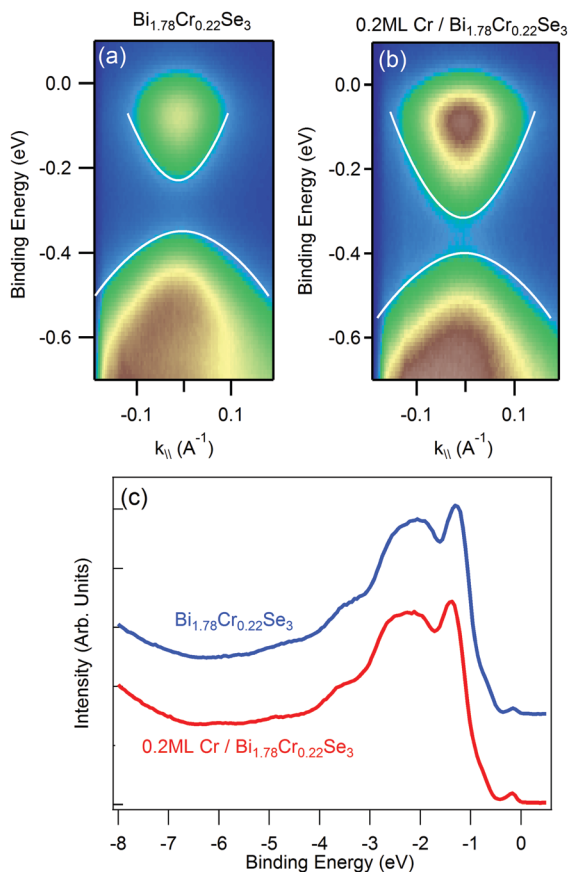 Bi₁.₇₈Cr₀.₂₂Se₃
0.2ML Cr / Bi₁.₇₈Cr₀.₂₂Se₃
(a)
(b)
Binding Energy (eV)
0.0
-0.2
-0.4
-0.6
-0.1
0.1
k|| (A⁻¹)
Binding Energy (eV)
0.0
-0.2
-0.4
-0.6
-0.1
0.1
k|| (A⁻¹)
(c)
Intensity (Arb. Units)
Bi₁.₇₈Cr₀.₂₂Se₃
0.2ML Cr / Bi₁.₇₈Cr₀.₂₂Se₃
-8 -7 -6 -5 -4 -3 -2 -1 0
Binding Energy (eV)